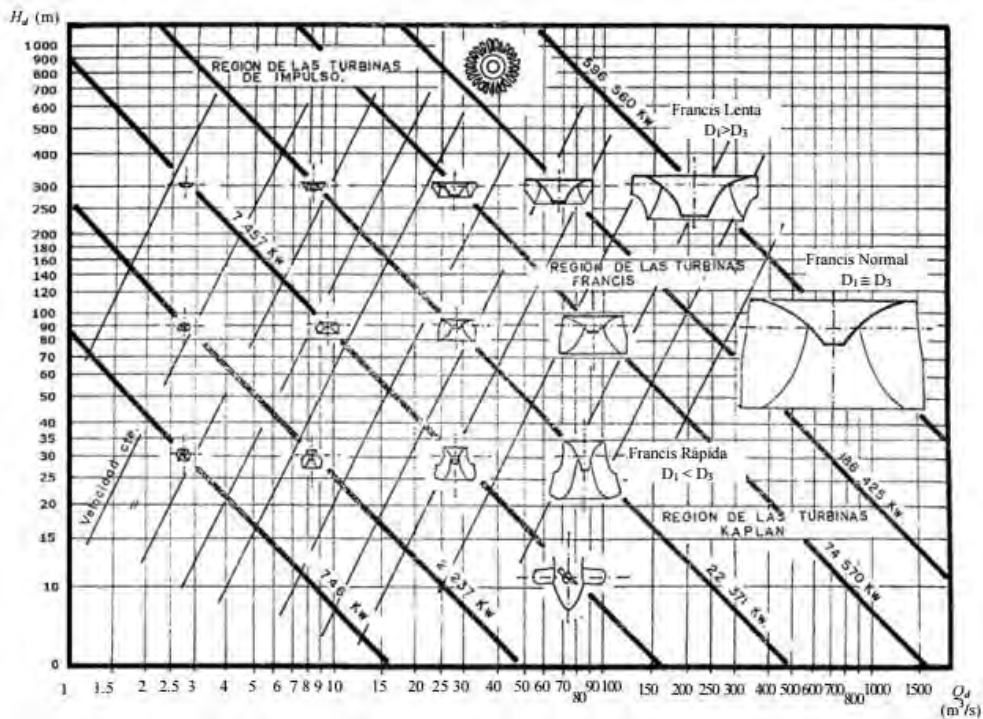 H_d (m)
1000
900
800
700
600
500
400
300
250
200
180
160
140
120
100
90
80
70
60
50
40
35
30
25
20
15
10
0
REGION DE LAS TURBINAS
DE IMPULSO.
596 560 KW
Francis Lenta
D₁>D₃
7 457 KW
REGION DE LAS TURBINAS
FRANCIS
Francis Normal
D₁ ≡ D₃
Velocidad cte.
Francis Rápida
D₁ < D₃
REGION DE LAS TURBINAS
KAPLAN
186 425 KW
746 KW
2 237 KW
22 371 KW.
74 570 KW
1 1.5 2 2.5 3 4 5 6 7 8 9 10 15 20 25 30 40 50 60 70 80 90 100 150 200 250 300 400 500 600 700 800 1000 1500 Q_d
(m³/s)